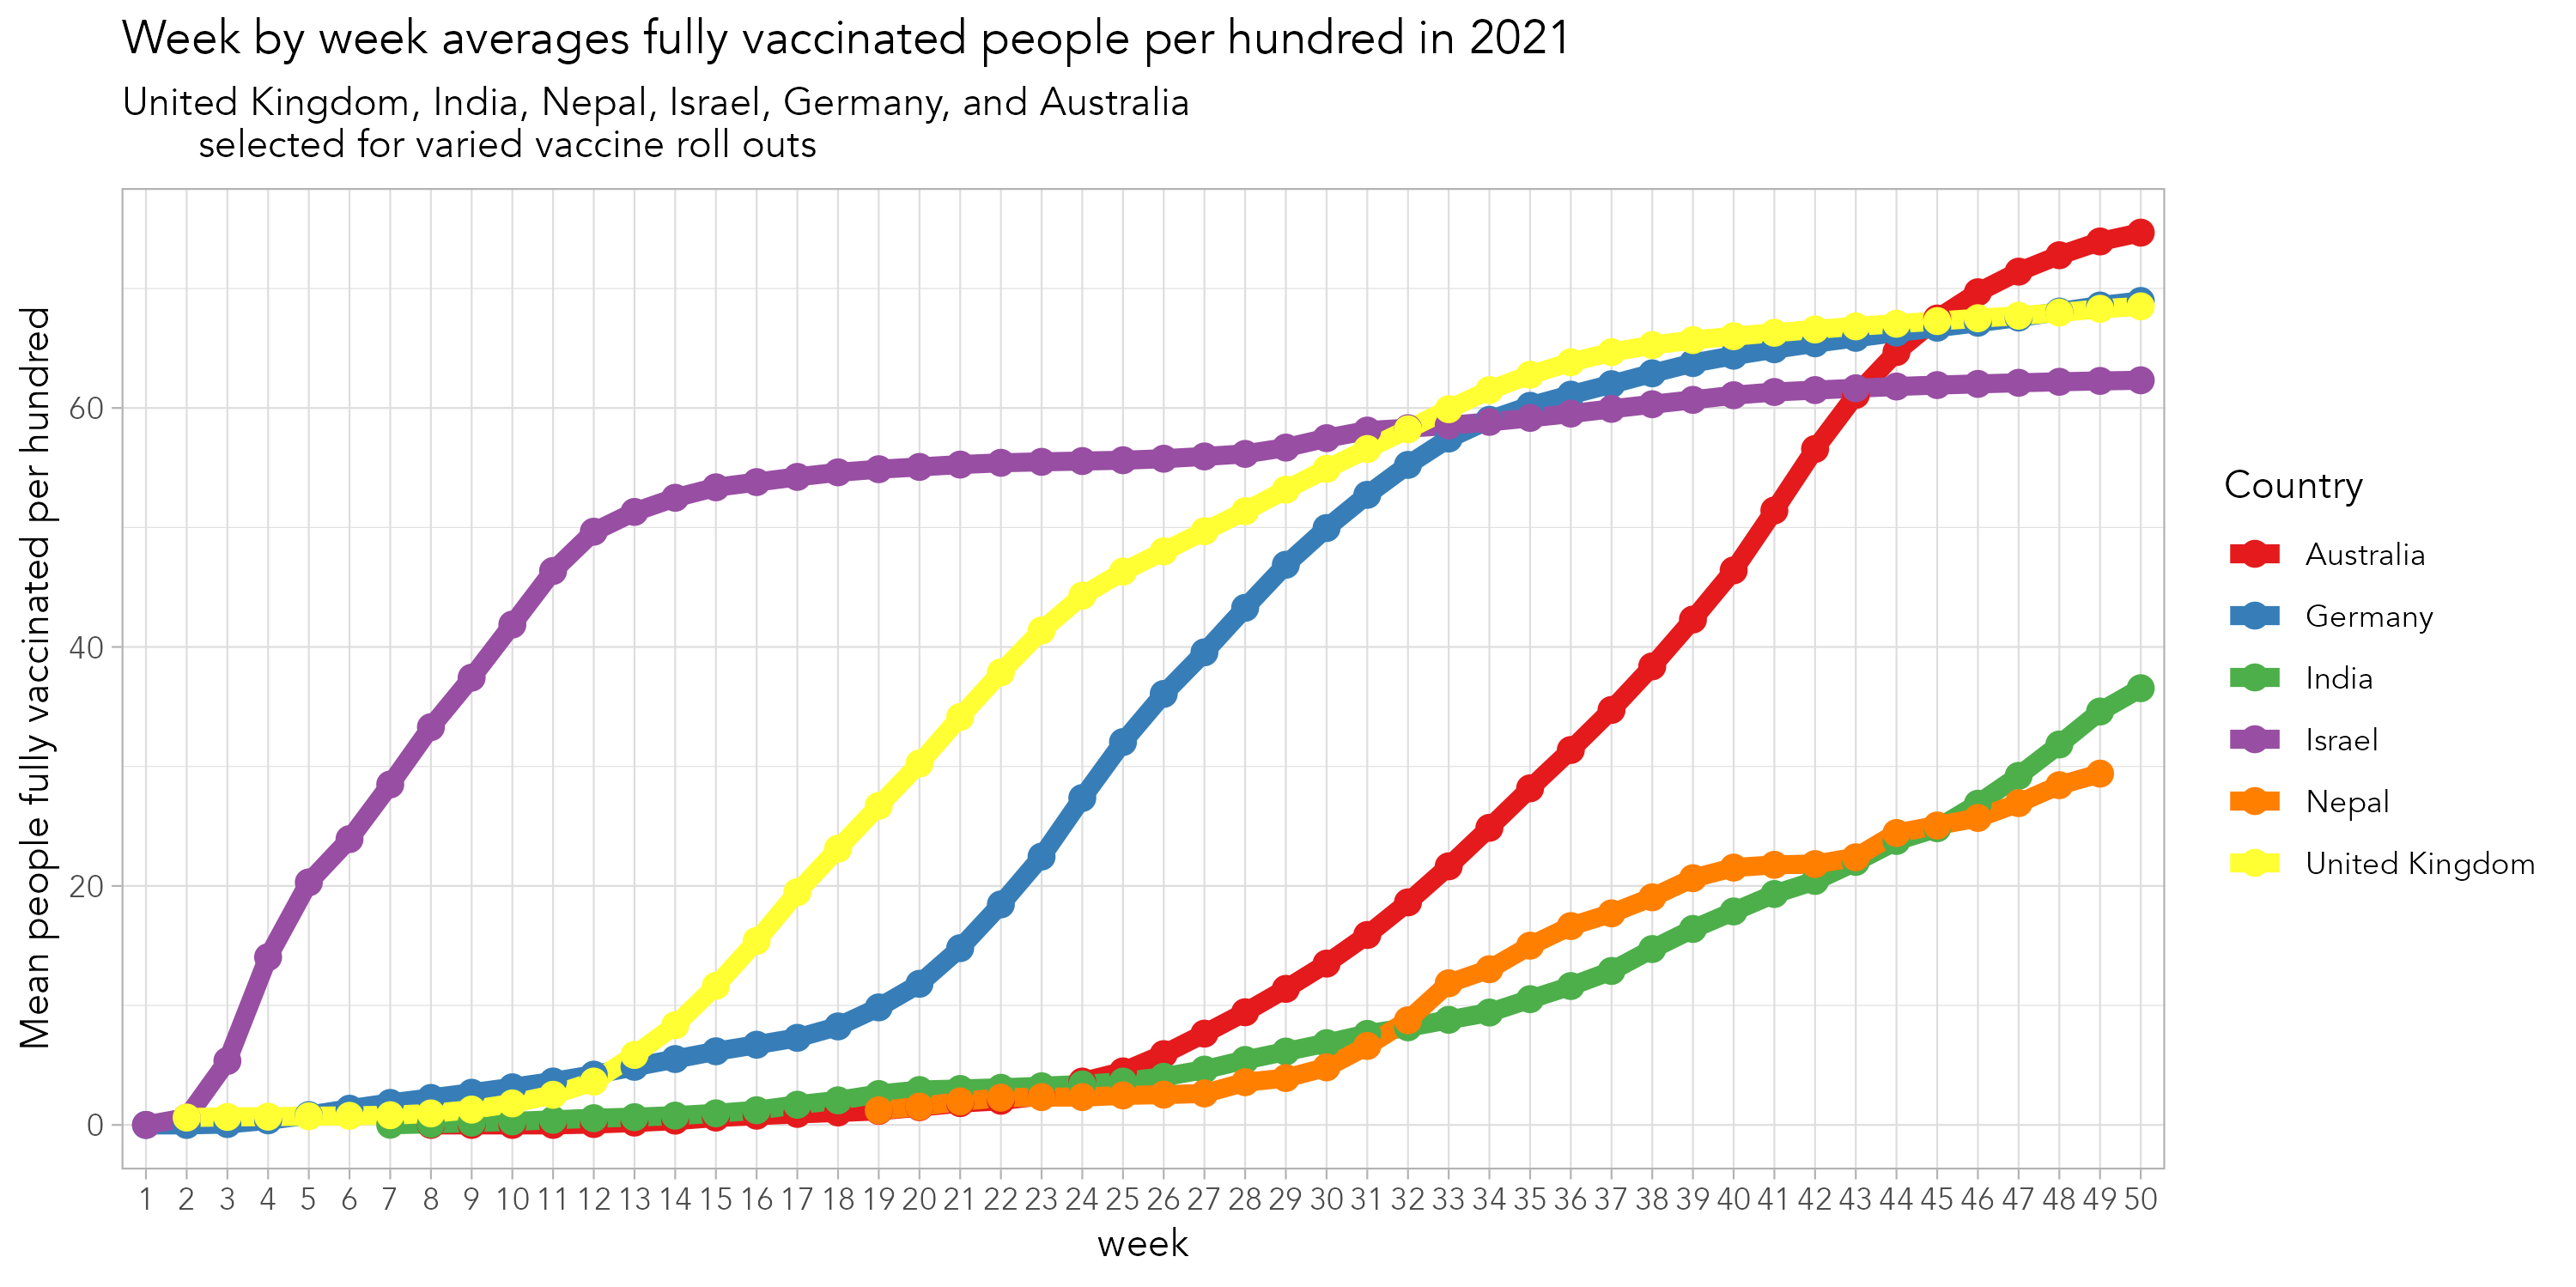 Week by week averages fully vaccinated people per hundred in 2021
United Kingdom, India, Nepal, Israel, Germany, and Australia
selected for varied vaccine roll outs
Mean people fully vaccinated per hundred
60
40
20
0
1 2 3 4 5 6 7 8 9 10 11 12 13 14 15 16 17 18 19 20 21 22 23 24 25 26 27 28 29 30 31 32 33 34 35 36 37 38 39 40 41 42 43 44 45 46 47 48 49 50
week
Country
Australia
Germany
India
Israel
Nepal
United Kingdom